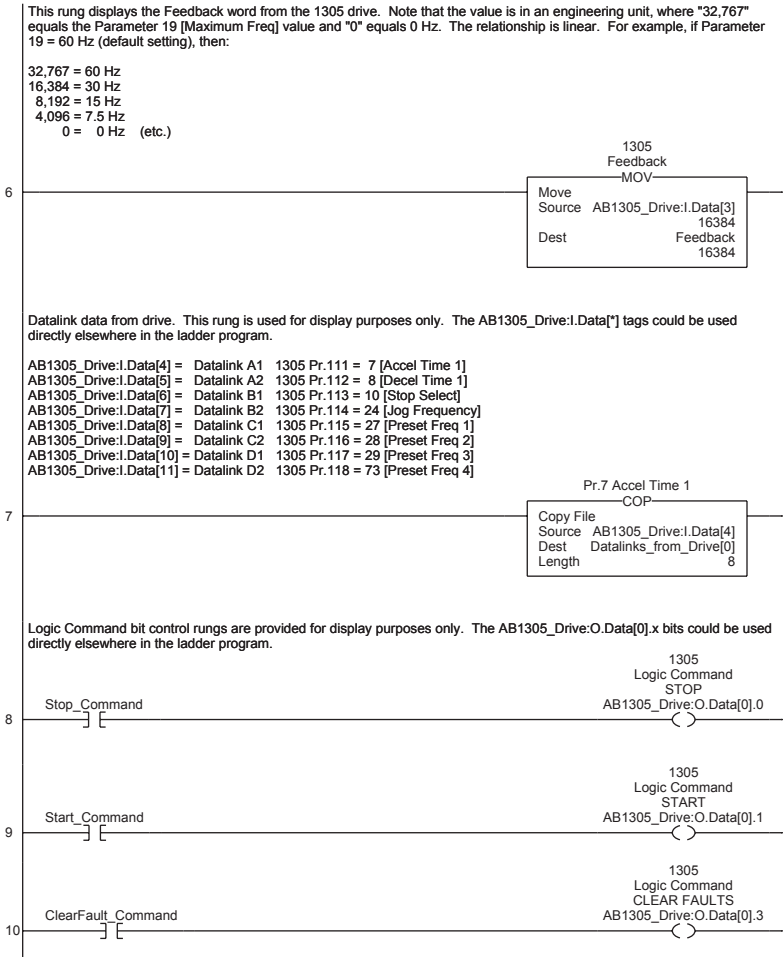 This rung displays the Feedback word from the 1305 drive.  Note that the value is in an engineering unit, where "32,767"
equals the Parameter 19 [Maximum Freq] value and "0" equals 0 Hz.  The relationship is linear.  For example, if Parameter
19 = 60 Hz (default setting), then:
32,767 = 60 Hz
16,384 = 30 Hz
8,192 = 15 Hz
4,096 = 7.5 Hz
0 =   0 Hz   (etc.)
1305
Feedback
MOV
6
Move
Source   AB1305_Drive:I.Data[3]
16384
Dest   Feedback
16384
Datalink data from drive.  This rung is used for display purposes only.  The AB1305_Drive:I.Data[*] tags could be used
directly elsewhere in the ladder program.
AB1305_Drive:I.Data[4] =   Datalink A1   1305 Pr.111 =  7 [Accel Time 1]
AB1305_Drive:I.Data[5] =   Datalink A2   1305 Pr.112 =  8 [Decel Time 1]
AB1305_Drive:I.Data[6] =   Datalink B1   1305 Pr.113 = 10 [Stop Select]
AB1305_Drive:I.Data[7] =   Datalink B2   1305 Pr.114 = 24 [Jog Frequency]
AB1305_Drive:I.Data[8] =   Datalink C1   1305 Pr.115 = 27 [Preset Freq 1]
AB1305_Drive:I.Data[9] =   Datalink C2   1305 Pr.116 = 28 [Preset Freq 2]
AB1305_Drive:I.Data[10] = Datalink D1   1305 Pr.117 = 29 [Preset Freq 3]
AB1305_Drive:I.Data[11] = Datalink D2   1305 Pr.118 = 73 [Preset Freq 4]
Pr.7 Accel Time 1
COP
7
Copy File
Source   AB1305_Drive:I.Data[4]
Dest   Datalinks_from_Drive[0]
Length   8
Logic Command bit control rungs are provided for display purposes only.  The AB1305_Drive:O.Data[0].x bits could be used
directly elsewhere in the ladder program.
1305
Logic Command
STOP
Stop_Command   AB1305_Drive:O.Data[0].0
8
1305
Logic Command
START
Start_Command   AB1305_Drive:O.Data[0].1
9
1305
Logic Command
CLEAR FAULTS
ClearFault_Command   AB1305_Drive:O.Data[0].3
10